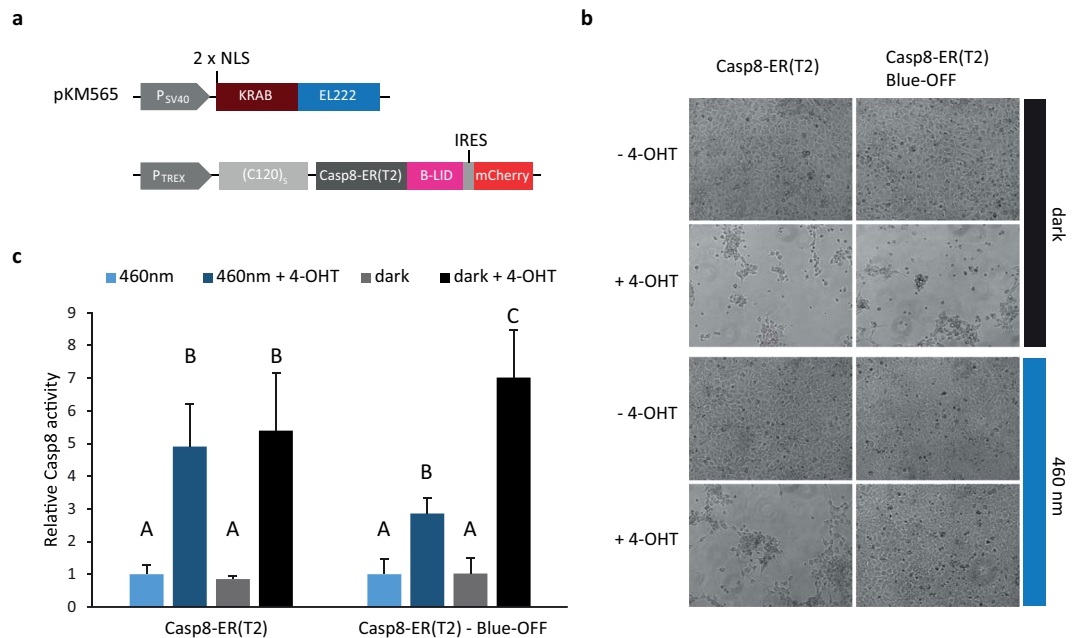 a
2 x NLS
pKM565
PSV40
KRAB
EL222
IRES
PTREX
(C120)5
Casp8-ER(T2)
B-LID
mCherry
b
Casp8-ER(T2)
Casp8-ER(T2)
Blue-OFF
- 4-OHT
+ 4-OHT
dark
- 4-OHT
+ 4-OHT
460 nm
c
460nm
460nm + 4-OHT
dark
dark + 4-OHT
Relative Casp8 activity
9
8
7
6
5
4
3
2
1
0
A
B
A
B
A
B
A
C
Casp8-ER(T2)
Casp8-ER(T2) - Blue-OFF